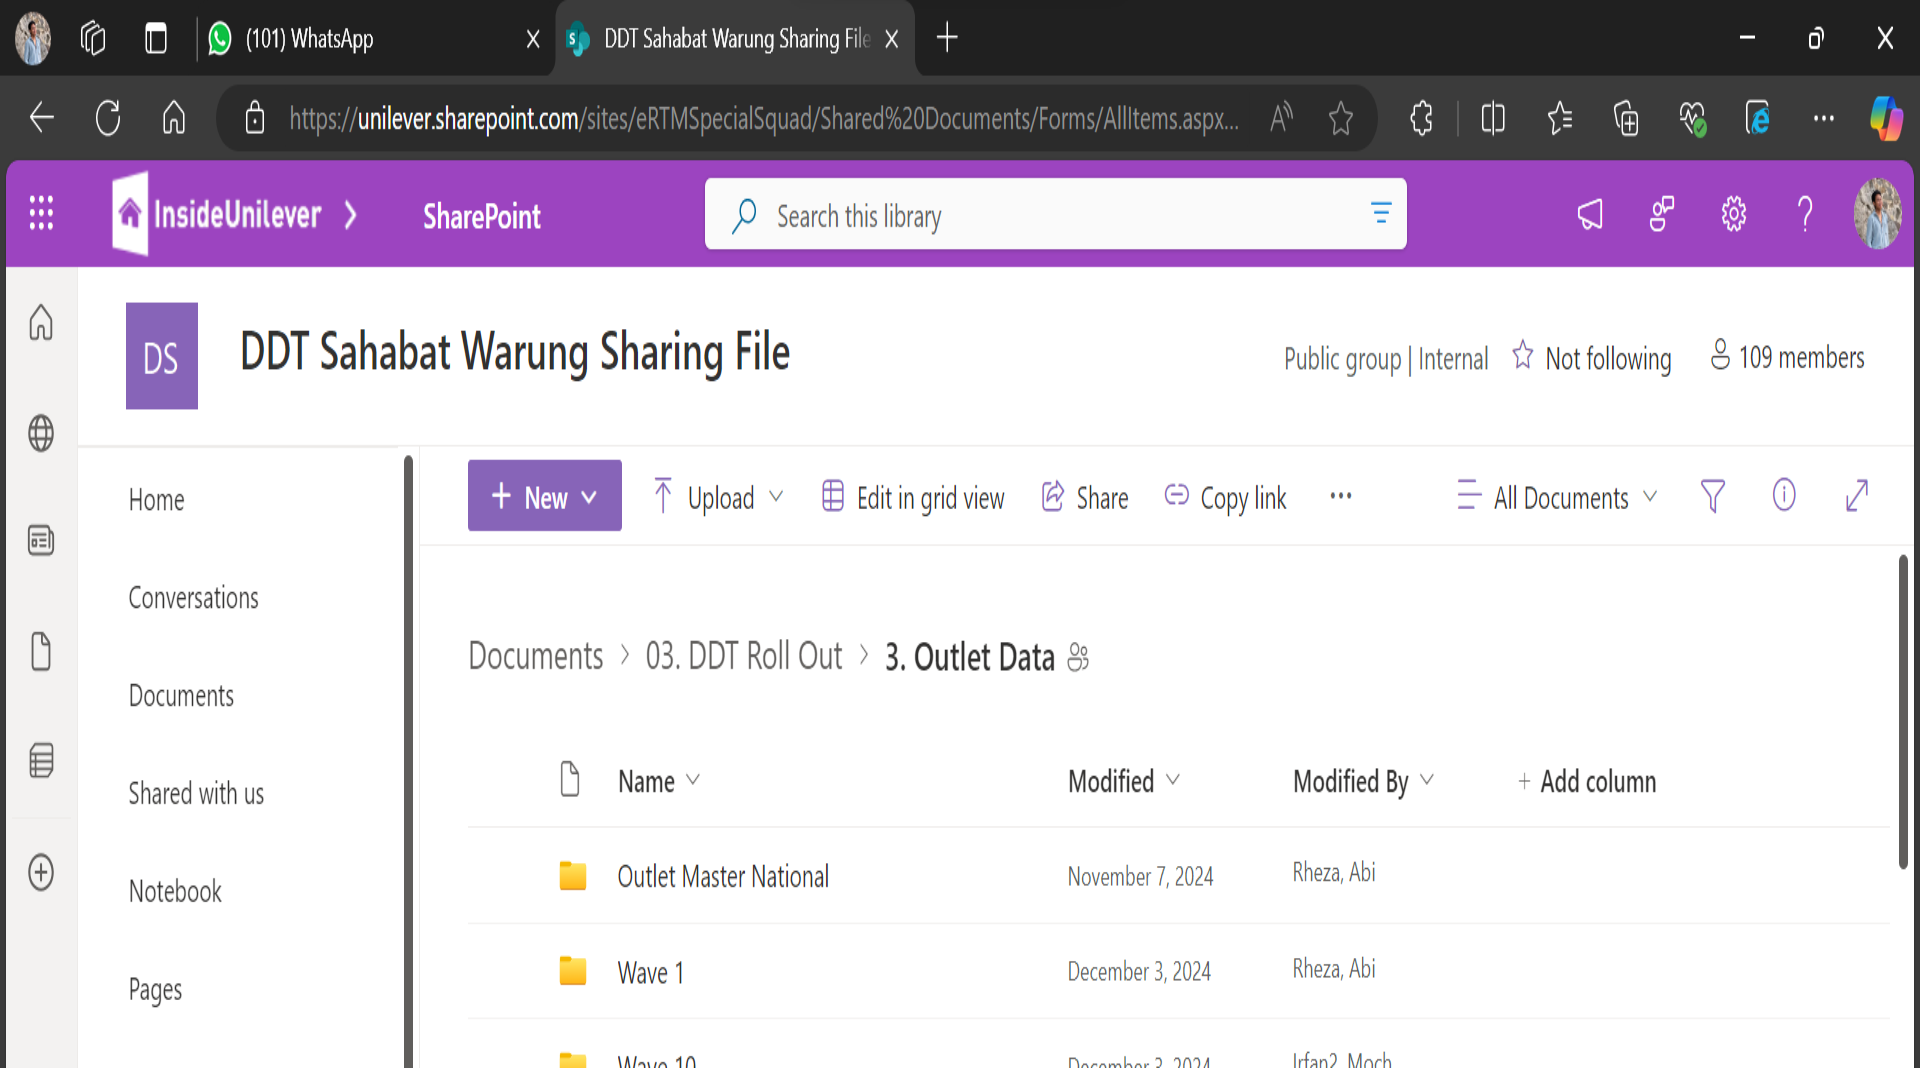 (101) WhatsApp
DDT Sahabat Warung Sharing File
https://unilever.sharepoint.com/sites/eRTMSpecialSquad/Shared%20Documents/Forms/AllItems.aspx...
InsideUnilever
SharePoint
Search this library
DS
DDT Sahabat Warung Sharing File
Public group | Internal
Not following
109 members
Home
Conversations
Documents
Shared with us
Notebook
Pages
+ New
Upload
Edit in grid view
Share
Copy link
...
All Documents
Documents > 03. DDT Roll Out > 3. Outlet Data
Name Modified Modified By + Add column
Outlet Master National November 7, 2024 Rheza, Abi
Wave 1 December 3, 2024 Rheza, Abi
Wave 10 December 3, 2024 Irfan2, Moch